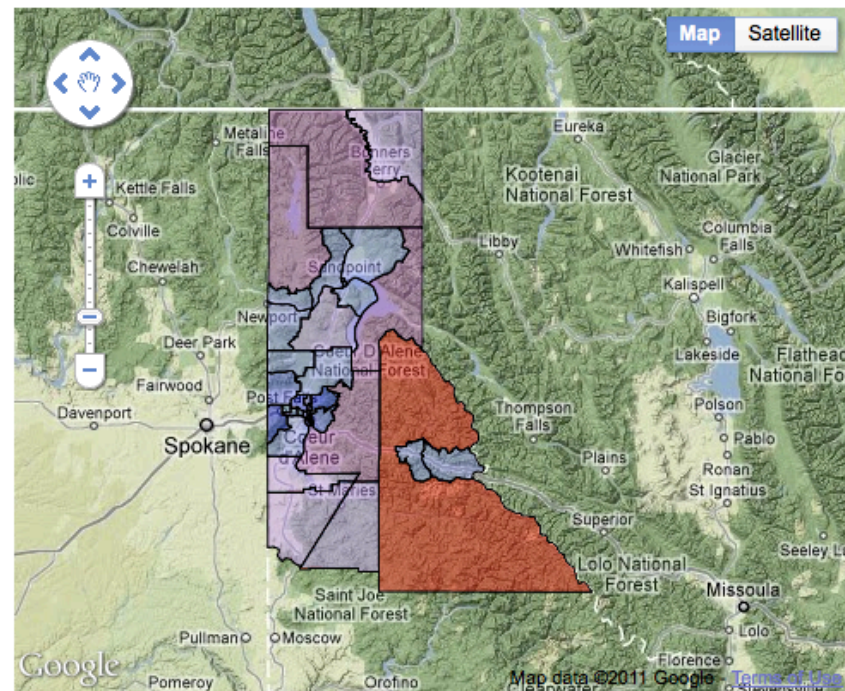 Map Satellite
Metaline
Falls
Bonners
Ferry
Eureka
Glacier
National Park
Kettle Falls
Kootenai
National Forest
Colville
Columbia
Falls
Libby
Whitefish
Chewelah
Sandpoint
Kalispell
Newport
Bigfork
Deer Park
Coeur D'Alene
National Forest
Lakeside
Flathead
National Fo
Fairwood
Post Falls
Davenport
Thompson
Falls
Polson
Spokane
Coeur
d'Alene
Pablo
Plains
Ronan
St Maries
St Ignatius
Superior
Seeley L
Lolo National
Forest
Saint Joe
National Forest
Missoula
Pullman
Moscow
Lolo
Google
Florence
Pomeroy
Orofino
Map data ©2011 Google - Terms of Use
Clearwater
Stevensville